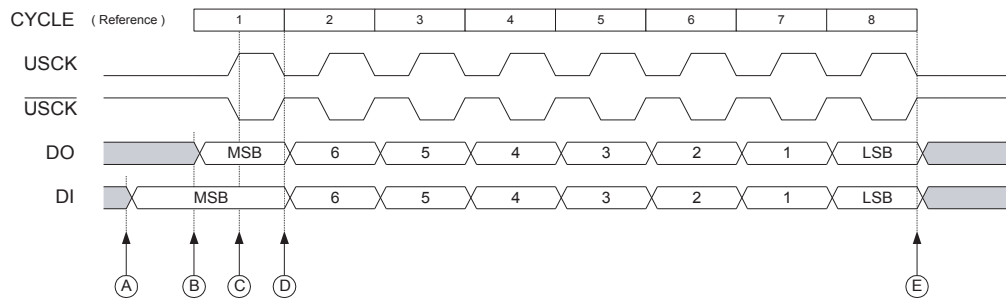 CYCLE ( Reference ) 1 2 3 4 5 6 7 8
USCK
USCK
DO MSB 6 5 4 3 2 1 LSB
DI MSB 6 5 4 3 2 1 LSB
A B C D E